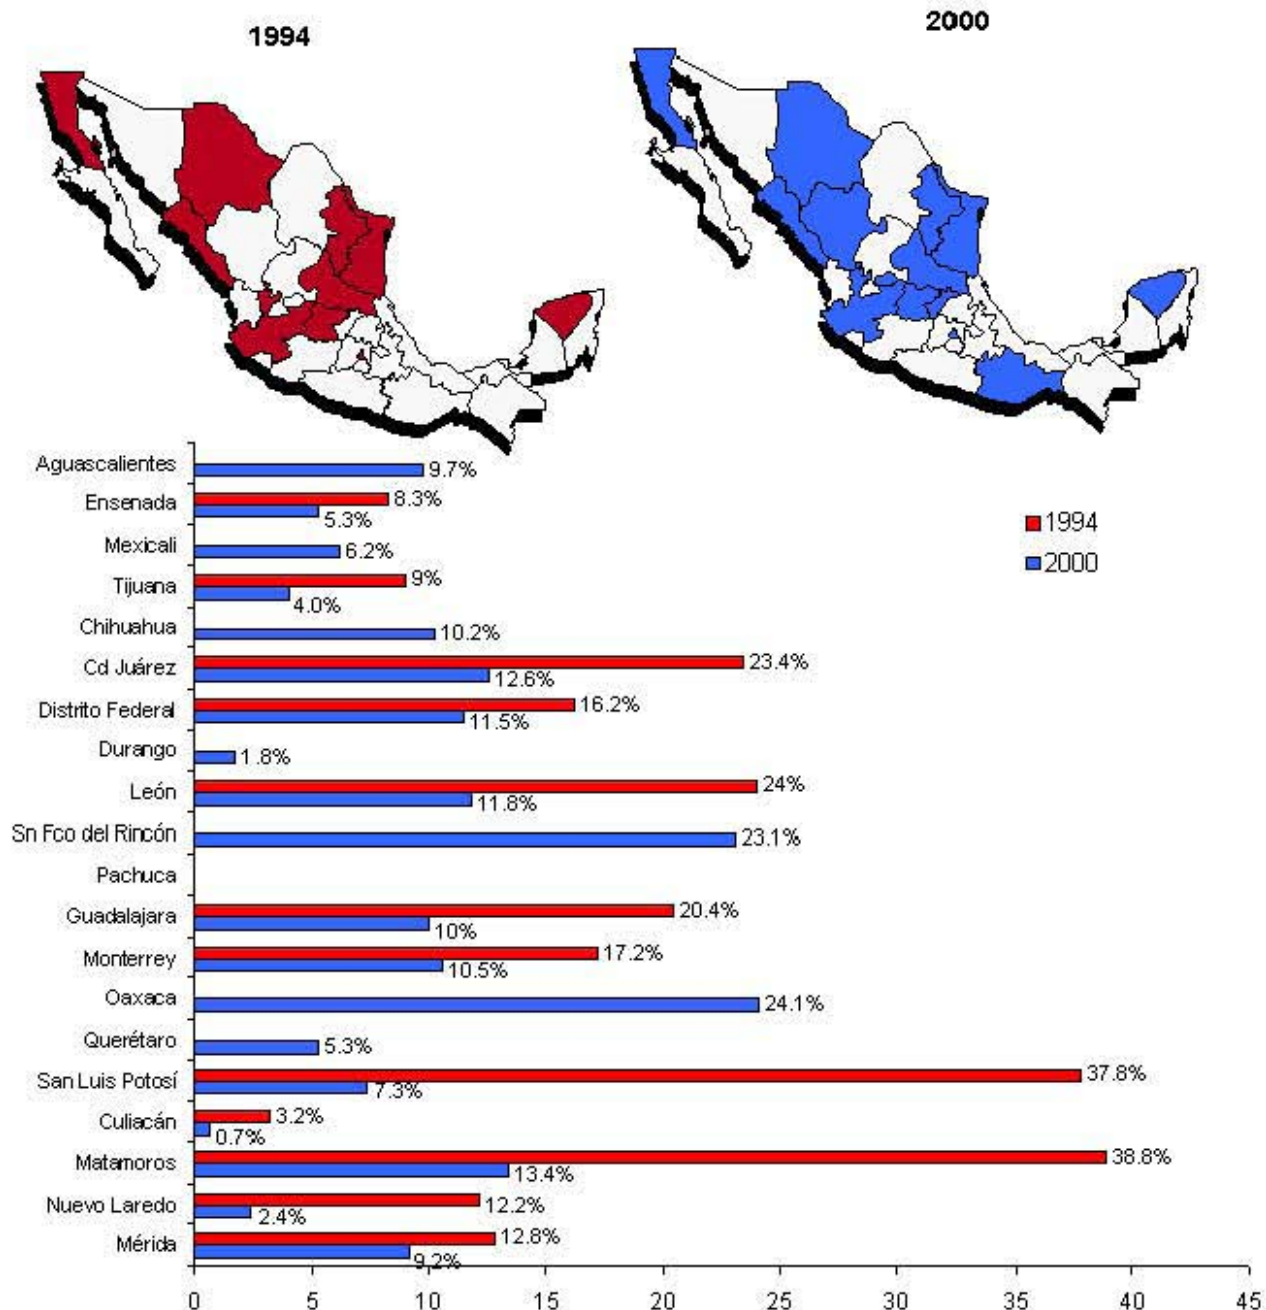 1994
2000
Aguascalientes 9.7%
Ensenada 8.3%
5.3%
Mexicali 6.2%
Tijuana 9%
4.0%
Chihuahua 10.2%
Cd Juárez 23.4%
12.6%
Distrito Federal 16.2%
11.5%
Durango 1.8%
León 24%
11.8%
Sn Fco del Rincón 23.1%
Pachuca
Guadalajara 20.4%
10%
Monterrey 17.2%
10.5%
Oaxaca 24.1%
Querétaro 5.3%
San Luis Potosí 37.8%
7.3%
Culiacán 3.2%
0.7%
Matamoros 38.8%
13.4%
Nuevo Laredo 12.2%
2.4%
Mérida 12.8%
9.2%
0 5 10 15 20 25 30 35 40 45
1994
2000